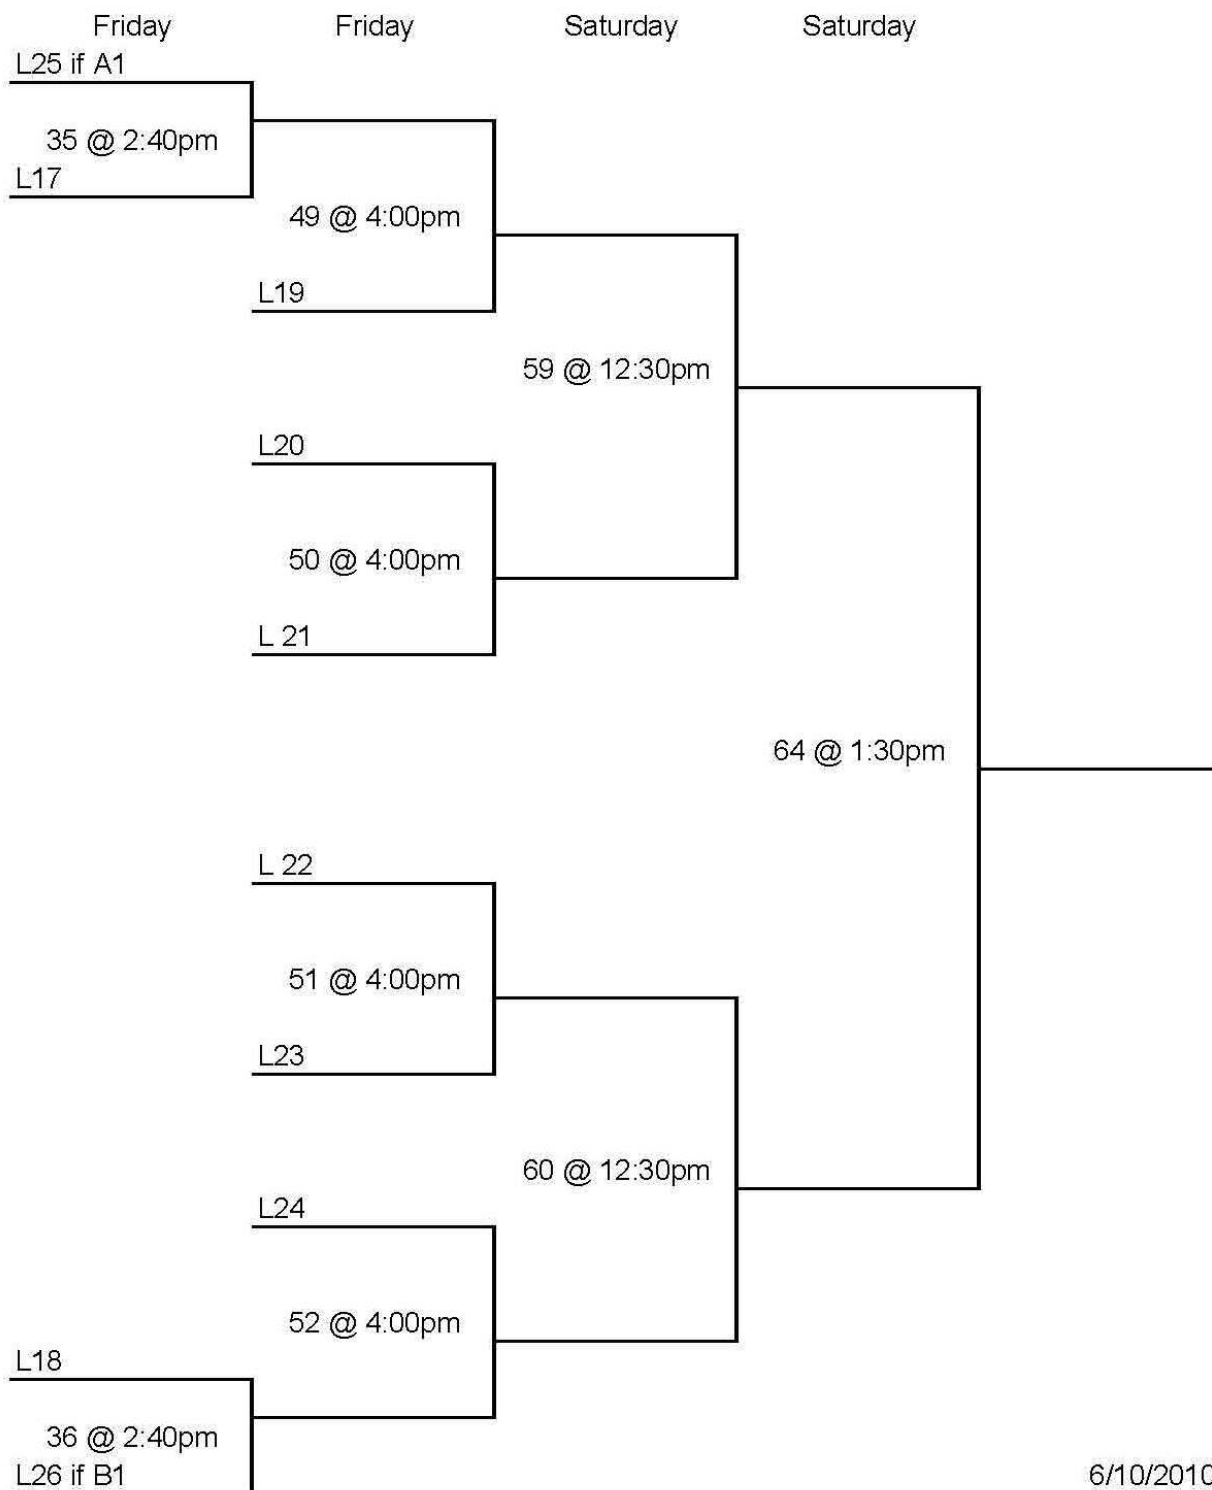 Friday Friday Saturday Saturday
L25 if A1
35 @ 2:40pm
L17
49 @ 4:00pm
L19
59 @ 12:30pm
L20
50 @ 4:00pm
L 21
64 @ 1:30pm
L 22
51 @ 4:00pm
L23
60 @ 12:30pm
L24
52 @ 4:00pm
L18
36 @ 2:40pm
L26 if B1 6/10/2010